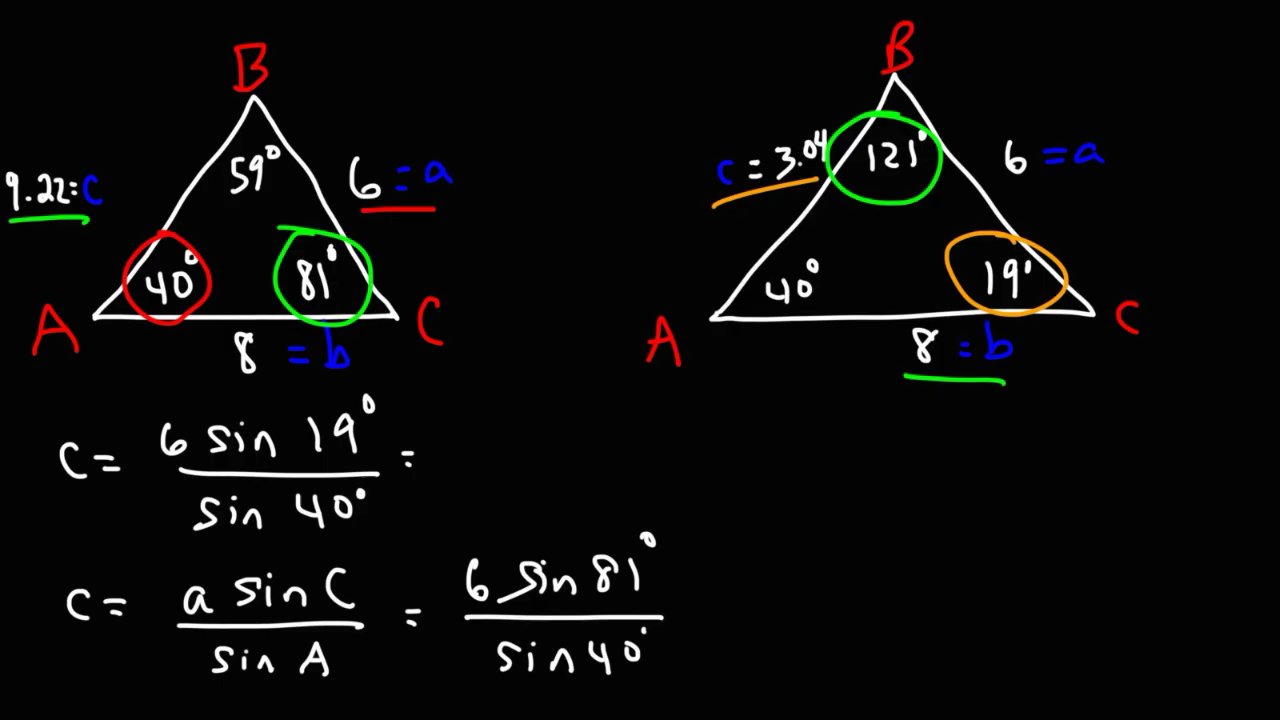 B
B
59°
6 = a
9.22 = c
40°
81°
A
C
8 = b
c = 3.04
121°
6 = a
40°
19°
A
C
8 = b
C = 6 sin 19° / sin 40° =
C = a sin C / sin A = 6 sin 81° / sin 40°